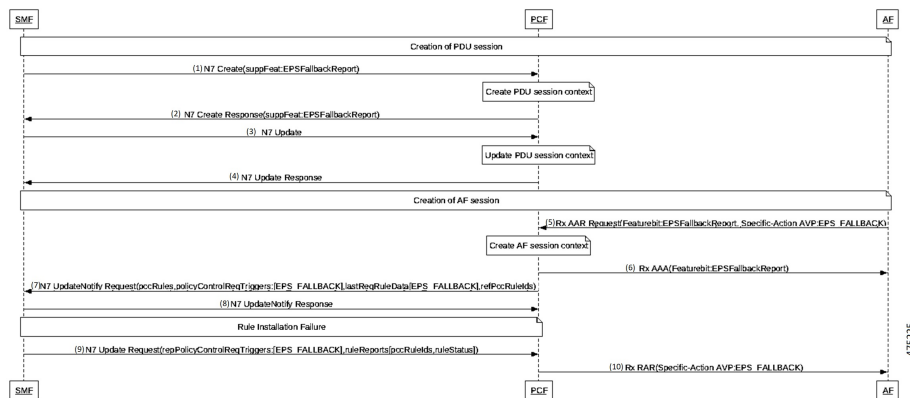 SMF PCF AF
Creation of PDU session
(1) N7 Create(suppFeat:EPSFallbackReport)
Create PDU session context
(2) N7 Create Response(suppFeat:EPSFallbackReport)
(3) N7 Update
Update PDU session context
(4) N7 Update Response
Creation of AF session
(5)Rx AAR Request(Featurebit:EPSFallbackReport, Specific-Action AVP:EPS_FALLBACK)
Create AF session context
(6) Rx AAA(Featurebit:EPSFallbackReport)
(7)N7 UpdateNotify Request(pccRules,policyControlReqTriggers:[EPS_FALLBACK],lastReqRuleData[EPS_FALLBACK],refPccRuleIds)
(8)N7 UpdateNotify Response
Rule Installation Failure
(9)N7 Update Request(repPolicyControlReqTriggers:[EPS_FALLBACK],ruleReports[pccRuleIds,ruleStatus])
(10) Rx RAR(Specific-Action AVP:EPS_FALLBACK)
SMF PCF AF